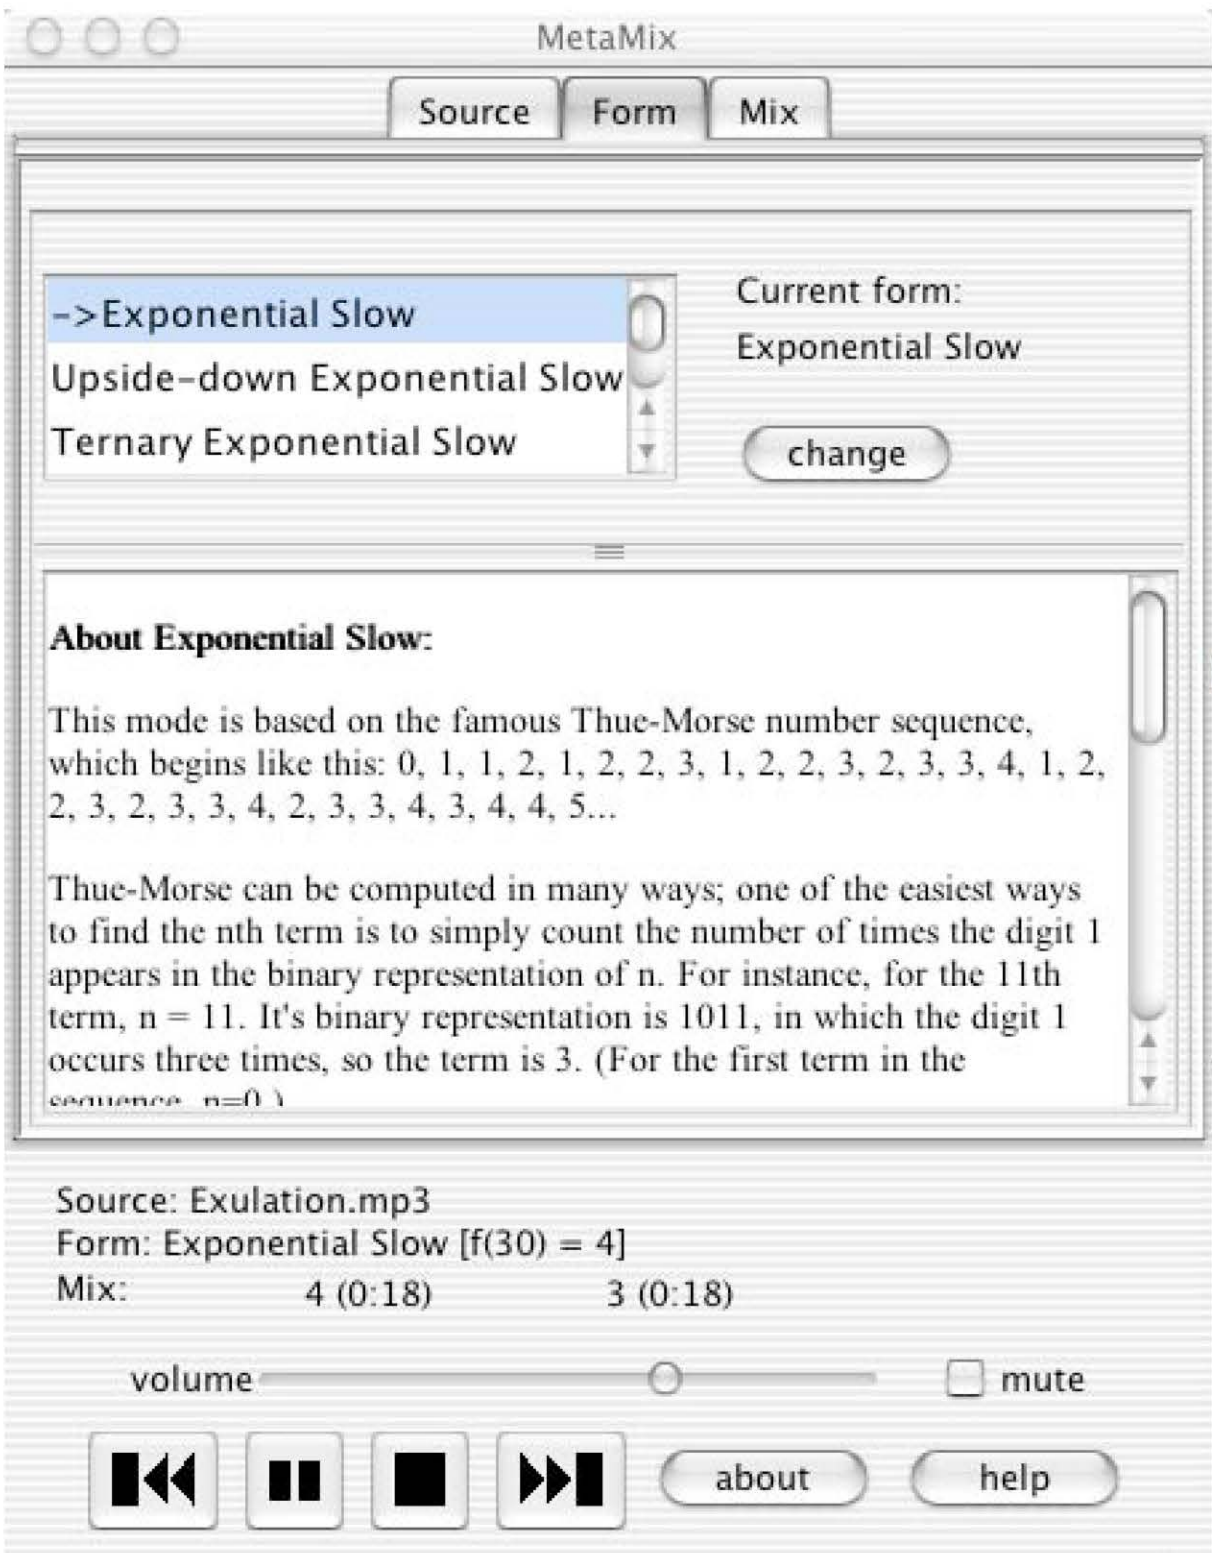 MetaMix
Source Form Mix
->Exponential Slow
Upside-down Exponential Slow
Ternary Exponential Slow
Current form:
Exponential Slow
change
About Exponential Slow:
This mode is based on the famous Thue-Morse number sequence,
which begins like this: 0, 1, 1, 2, 1, 2, 2, 3, 1, 2, 2, 3, 2, 3, 3, 4, 1, 2,
2, 3, 2, 3, 3, 4, 2, 3, 3, 4, 3, 4, 4, 5...
Thue-Morse can be computed in many ways; one of the easiest ways
to find the nth term is to simply count the number of times the digit 1
appears in the binary representation of n. For instance, for the 11th
term, n = 11. It's binary representation is 1011, in which the digit 1
occurs three times, so the term is 3. (For the first term in the
sequence, n=0.)
Source: Exulation.mp3
Form: Exponential Slow [f(30) = 4]
Mix: 4 (0:18) 3 (0:18)
volume mute
about help